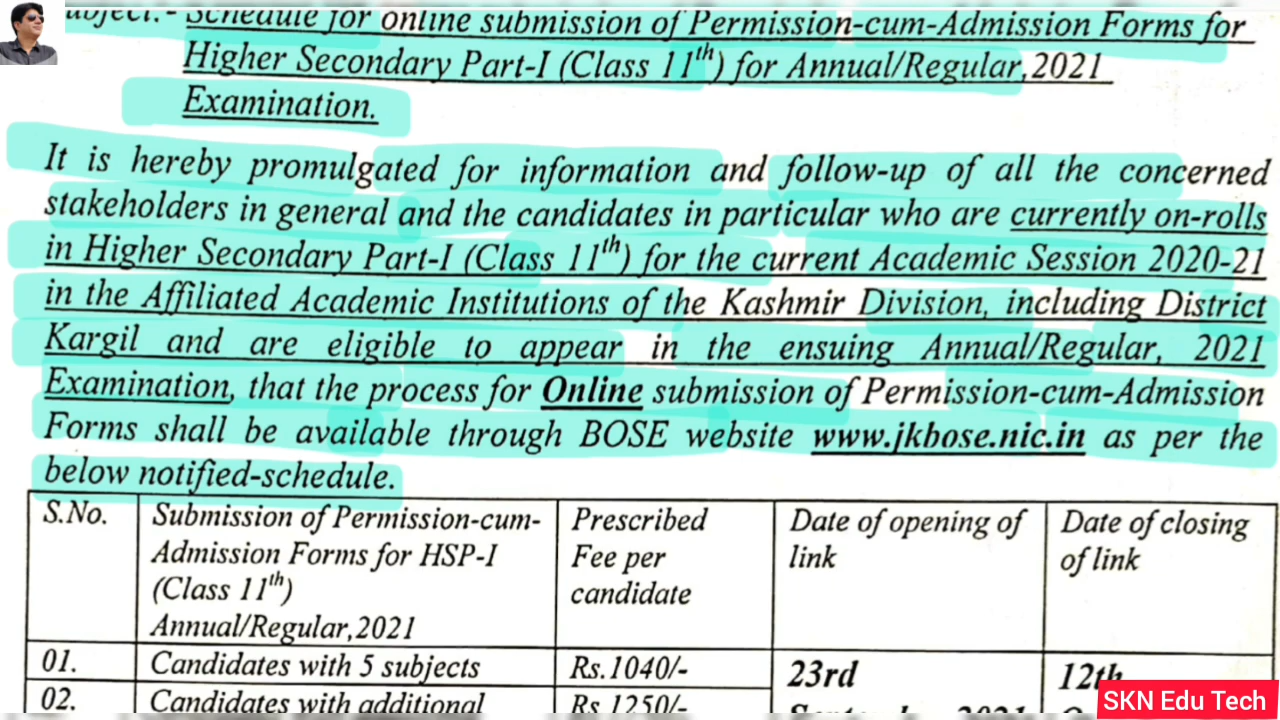 Subject:- Schedule for online submission of Permission-cum-Admission Forms for
Higher Secondary Part-I (Class 11th) for Annual/Regular,2021
Examination.
It is hereby promulgated for information and follow-up of all the concerned
stakeholders in general and the candidates in particular who are currently on-rolls
in Higher Secondary Part-I (Class 11th) for the current Academic Session 2020-21
in the Affiliated Academic Institutions of the Kashmir Division, including District
Kargil and are eligible to appear in the ensuing Annual/Regular, 2021
Examination, that the process for Online submission of Permission-cum-Admission
Forms shall be available through BOSE website www.jkbose.nic.in as per the
below notified-schedule.
S.No. Submission of Permission-cum- Prescribed Date of opening of Date of closing
Admission Forms for HSP-I Fee per link of link
(Class 11th) candidate
Annual/Regular,2021
01. Candidates with 5 subjects Rs.1040/- 23rd 12th
02. Candidates with additional Rs.1250/- September 2021
SKN Edu Tech